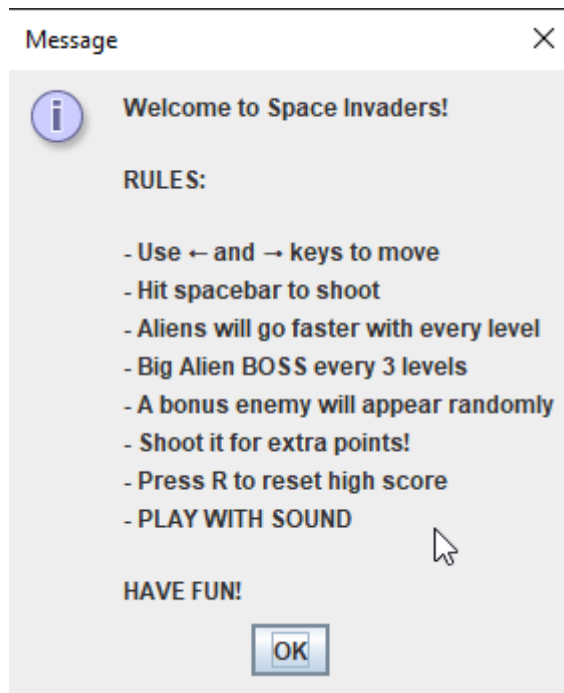 Message
Welcome to Space Invaders!
RULES:
- Use ← and → keys to move
- Hit spacebar to shoot
- Aliens will go faster with every level
- Big Alien BOSS every 3 levels
- A bonus enemy will appear randomly
- Shoot it for extra points!
- Press R to reset high score
- PLAY WITH SOUND
HAVE FUN!
OK